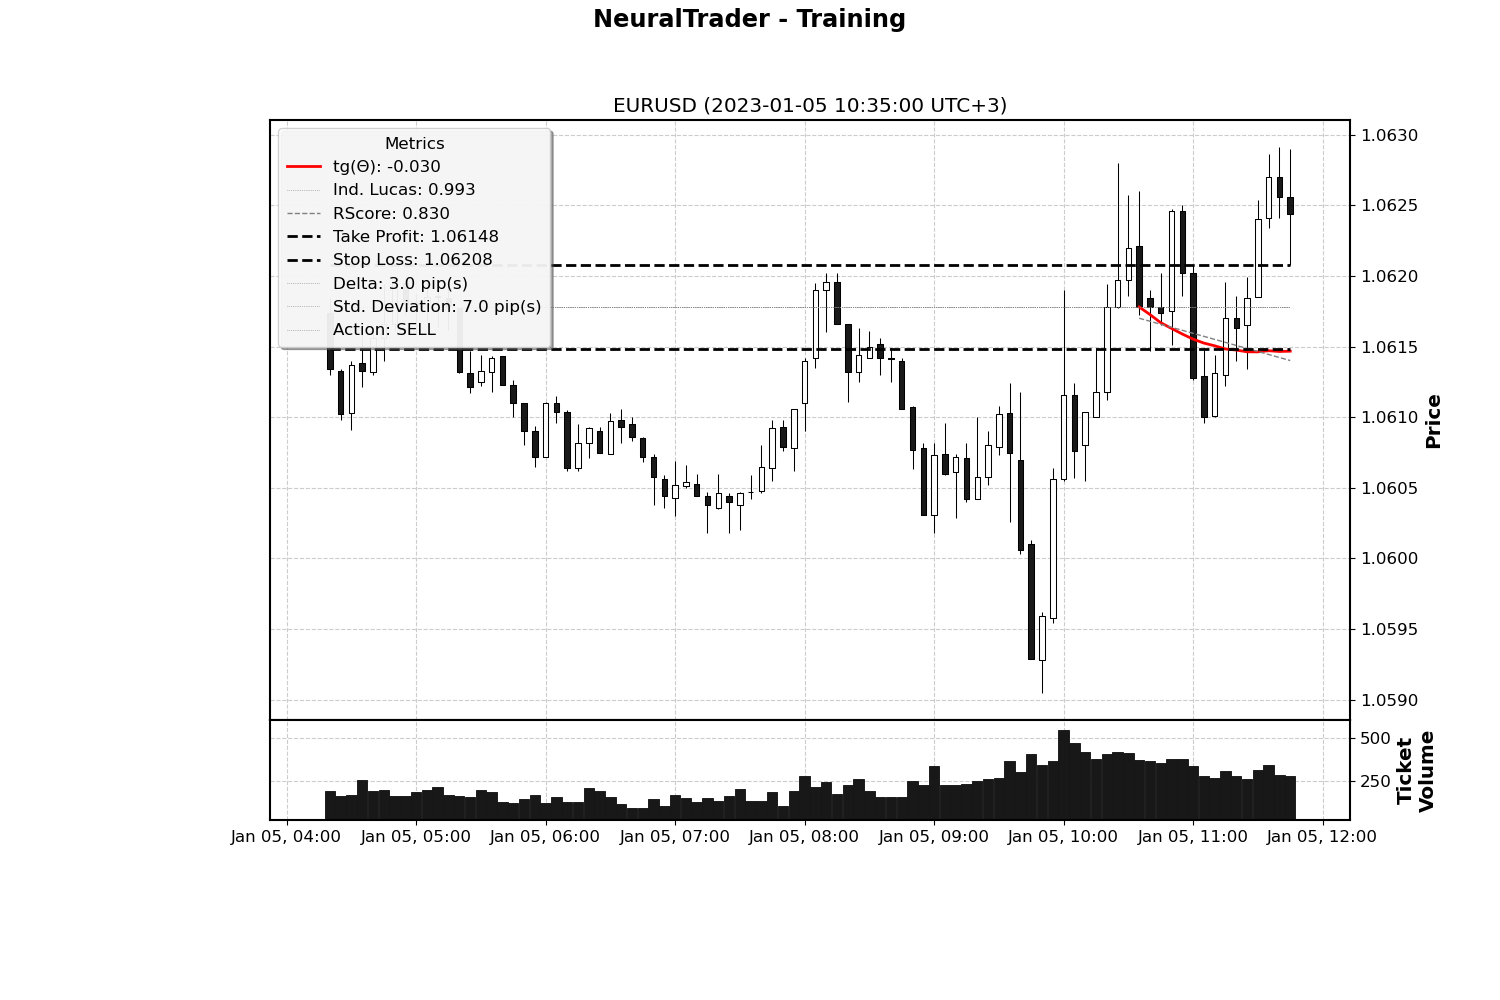 NeuralTrader - Training
EURUSD (2023-01-05 10:35:00 UTC+3)
Metrics
tg(Θ): -0.030
Ind. Lucas: 0.993
RScore: 0.830
Take Profit: 1.06148
Stop Loss: 1.06208
Delta: 3.0 pip(s)
Std. Deviation: 7.0 pip(s)
Action: SELL
1.0630
1.0625
1.0620
1.0615
1.0610
1.0605
1.0600
1.0595
1.0590
Price
500
250
Ticket
Volume
Jan 05, 04:00
Jan 05, 05:00
Jan 05, 06:00
Jan 05, 07:00
Jan 05, 08:00
Jan 05, 09:00
Jan 05, 10:00
Jan 05, 11:00
Jan 05, 12:00